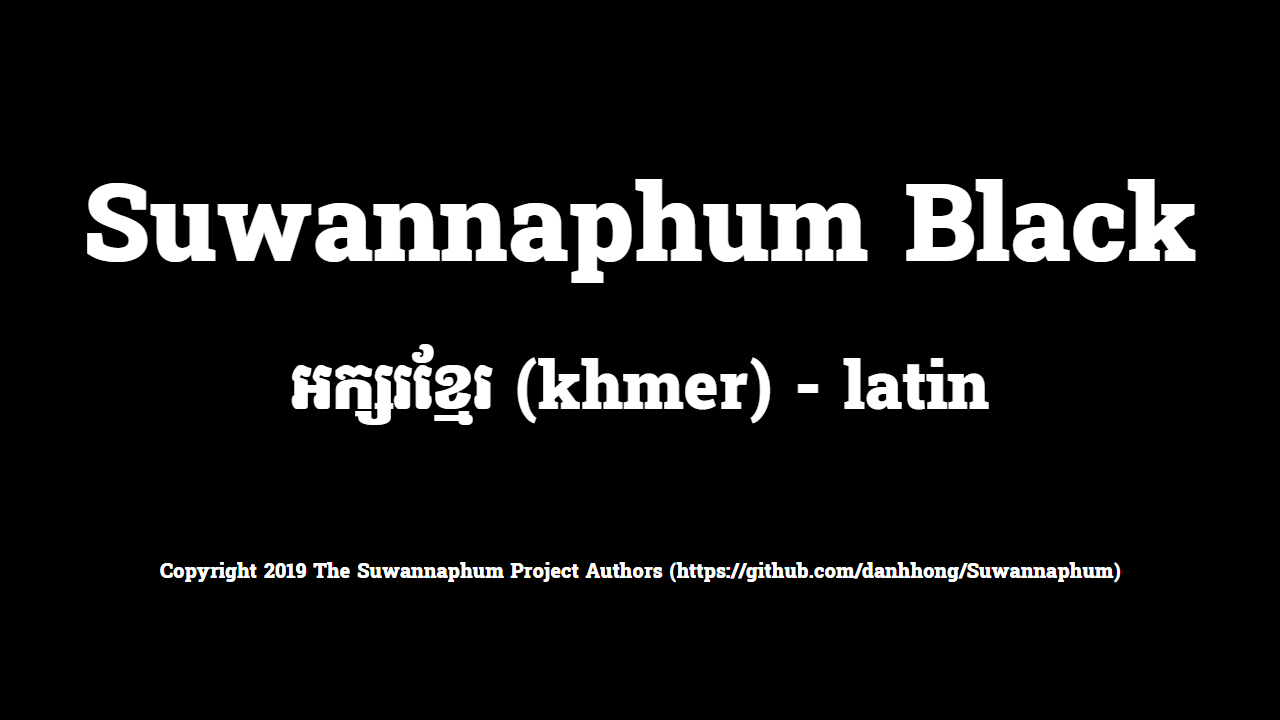 Suwannaphum Black
អក្សរខ្មែរ (khmer) - latin
Copyright 2019 The Suwannaphum Project Authors (https://github.com/danhhong/Suwannaphum)